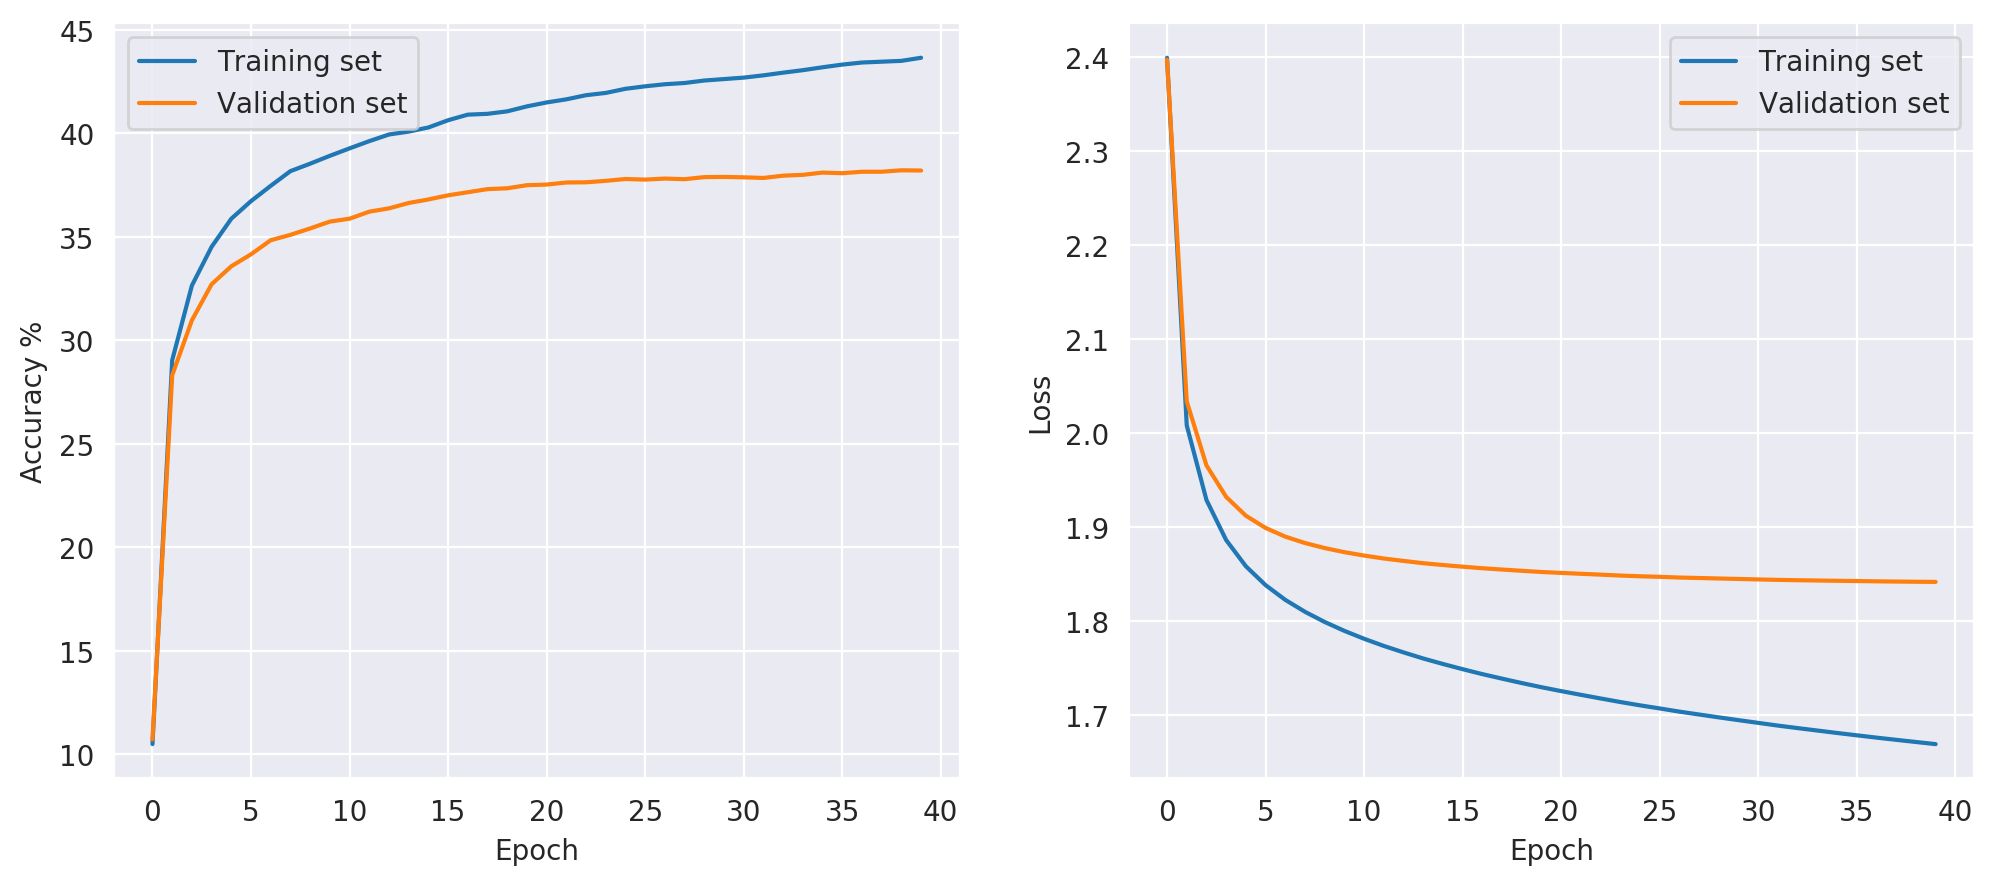 Training set
Validation set
45
40
35
30
25
20
15
10
Accuracy %
0 5 10 15 20 25 30 35 40
Epoch
Training set
Validation set
2.4
2.3
2.2
2.1
2.0
1.9
1.8
1.7
Loss
0 5 10 15 20 25 30 35 40
Epoch